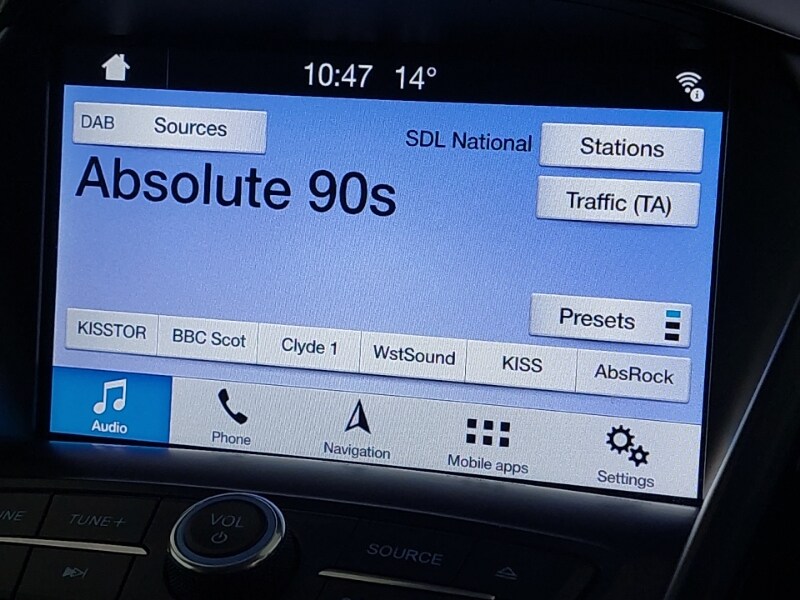 10:47 14°
DAB Sources
SDL National
Stations
Absolute 90s
Traffic (TA)
Presets
KISSTOR BBC Scot Clyde 1 WstSound KISS AbsRock
Audio Phone Navigation Mobile apps Settings
TUNE+
VOL
SOURCE